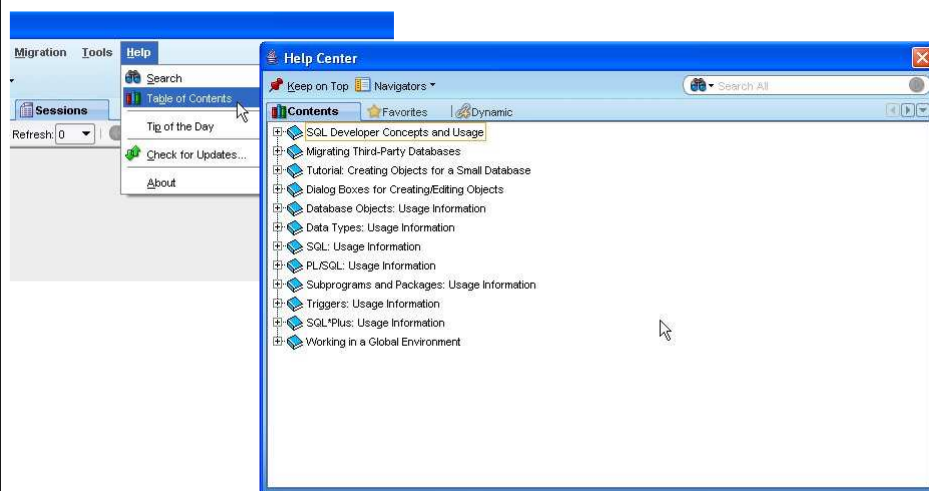 Migration Tools Help
Search
Table of Contents
Tip of the Day
Check for Updates...
About
Sessions
Refresh: 0
Help Center
Keep on Top Navigators
Search All
Contents Favorites Dynamic
SQL Developer Concepts and Usage
Migrating Third-Party Databases
Tutorial: Creating Objects for a Small Database
Dialog Boxes for Creating/Editing Objects
Database Objects: Usage Information
Data Types: Usage Information
SQL: Usage Information
PL/SQL: Usage Information
Subprograms and Packages: Usage Information
Triggers: Usage Information
SQL*Plus: Usage Information
Working in a Global Environment